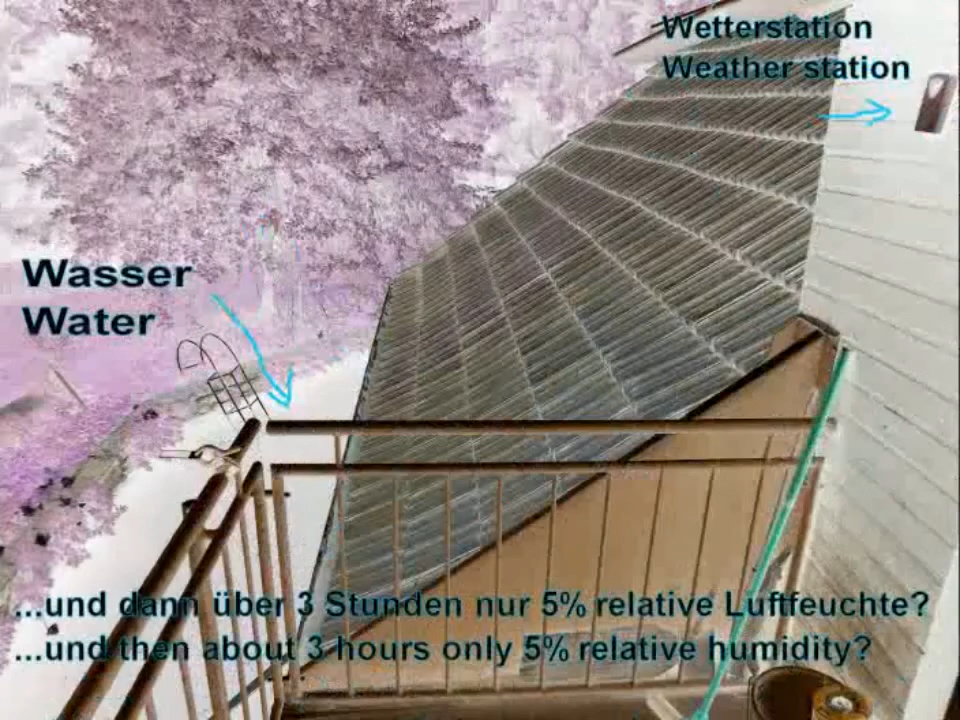 Wetterstation
Weather station
Wasser
Water
...und dann über 3 Stunden nur 5% relative Luftfeuchte?
...und then about 3 hours only 5% relative humidity?